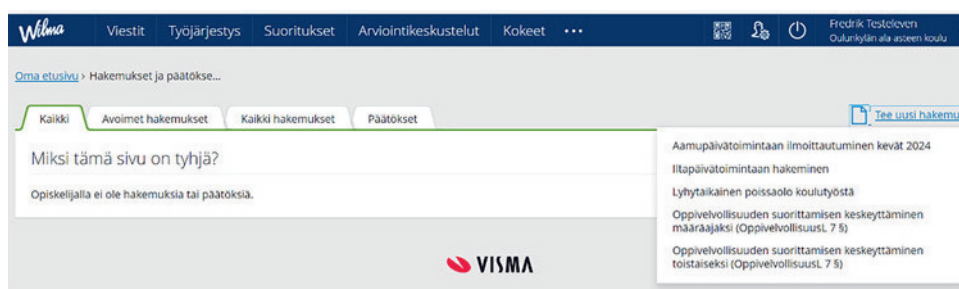 Wilma Viestit Työjärjestys Suoritukset Arviointikeskustelut Kokeet ••• Fredrik Testeleven
Oulunkylän ala-asteen koulu
Oma etusivu › Hakemukset ja päätökse...
Kaikki Avoimet hakemukset Kaikki hakemukset Päätökset Tee uusi hakemu
Miksi tämä sivu on tyhjä?
Opiskelijalla ei ole hakemuksia tai päätöksiä.
Aamupäivätoimintaan ilmoittautuminen kevät 2024
Iltapäivätoimintaan hakeminen
Lyhytaikainen poissaolo koulutyöstä
Oppivelvollisuuden suorittamisen keskeyttäminen
määräajaksi (OppivelvollisuusL 7 §)
Oppivelvollisuuden suorittamisen keskeyttäminen
toistaiseksi (OppivelvollisuusL 7 §)
VISMA